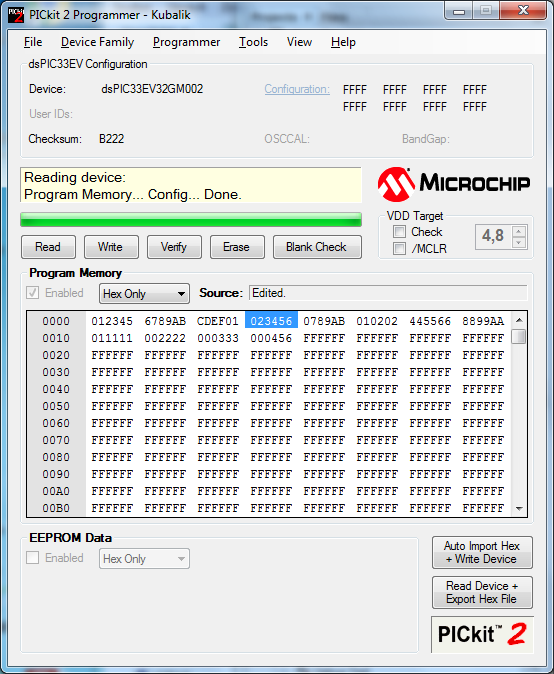 PICkit 2 Programmer - Kubalik
File Device Family Programmer Tools View Help
dsPIC33EV Configuration
Device: dsPIC33EV32GM002 Configuration: FFFF FFFF FFFF FFFF
User IDs: FFFF FFFF FFFF FFFF
Checksum: B222 OSCCAL: BandGap:
Reading device:
Program Memory... Config... Done.
MICROCHIP
VDD Target
Check
/MCLR
4,8
Read Write Verify Erase Blank Check
Program Memory
Enabled Hex Only Source: Edited.
0000 012345 6789AB CDEF01 023456 0789AB 010202 445566 8899AA
0010 011111 002222 000333 000456 FFFFFF FFFFFF FFFFFF FFFFFF
0020 FFFFFF FFFFFF FFFFFF FFFFFF FFFFFF FFFFFF FFFFFF FFFFFF
0030 FFFFFF FFFFFF FFFFFF FFFFFF FFFFFF FFFFFF FFFFFF FFFFFF
0040 FFFFFF FFFFFF FFFFFF FFFFFF FFFFFF FFFFFF FFFFFF FFFFFF
0050 FFFFFF FFFFFF FFFFFF FFFFFF FFFFFF FFFFFF FFFFFF FFFFFF
0060 FFFFFF FFFFFF FFFFFF FFFFFF FFFFFF FFFFFF FFFFFF FFFFFF
0070 FFFFFF FFFFFF FFFFFF FFFFFF FFFFFF FFFFFF FFFFFF FFFFFF
0080 FFFFFF FFFFFF FFFFFF FFFFFF FFFFFF FFFFFF FFFFFF FFFFFF
0090 FFFFFF FFFFFF FFFFFF FFFFFF FFFFFF FFFFFF FFFFFF FFFFFF
00A0 FFFFFF FFFFFF FFFFFF FFFFFF FFFFFF FFFFFF FFFFFF FFFFFF
00B0 FFFFFF FFFFFF FFFFFF FFFFFF FFFFFF FFFFFF FFFFFF FFFFFF
EEPROM Data
Enabled Hex Only
Auto Import Hex
+ Write Device
Read Device +
Export Hex File
PICkit™ 2